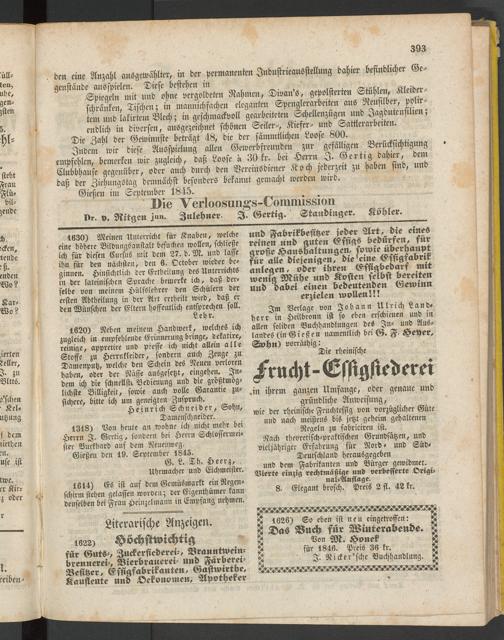 393
den eine Anzahl ausgewählter, in der permanenten Industrieausstellung dahier befindlicher Ge-
genstände ausspielen. Diese bestehen in
Spiegeln mit und ohne vergoldeten Rahmen, Divan's, gepolsterten Stühlen, Kleider-
schränken, Tischen; in mannichfachen eleganten Spenglerarbeiten aus Neusilber, polir-
tem und lakirtem Blech; in geschmackvoll gearbeiteten Schellenzügen und Jagdutensilien;
endlich in diversen, ausgezeichnet schönen Seiler-, Kiefer- und Sattlerarbeiten.
Die Zahl der Gewinnste beträgt 48, die der sämmtlichen Loose 800.
Indem wir diese Ausspielung allen Gewerbsfreunden zur gefälligen Berücksichtigung
empfehlen, bemerken wir zugleich, daß Loose à 30 kr. bei Herrn J. Gertig dahier, dem
Clubbhause gegenüber, oder auch durch den Vereinsdiener Koch jederzeit zu haben sind, und
daß der Ziehungstag demnächst besonders bekannt gemacht werden wird.
Gießen im September 1845.
Die Verloosungs-Commission
Dr. v. Ritgen jun. Zulehner. J. Gertig. Staudinger. Köhler.
1630) Meinen Unterricht für Knaben, welche
eine höhere Bildungsanstalt besuchen wollen, schließe
ich für diesen Cursus mit dem 27. d. M. und lasse
ihn für den nächsten, den 6. October wieder be-
ginnen. Hinsichtlich der Ertheilung des Unterrichts
in der lateinischen Sprache bemerke ich, daß der-
selbe von meinem Hälfslehrer den Schülern der
ersten Abtheilung in der Art ertheilt wird, daß er
den Wünschen der Eltern hoffentlich entsprechen soll.
Lehr.
1620) Neben meinem Handwerk, welches ich
zugleich in empfehlende Erinnerung bringe, dekatire,
reinige, appretire und presse ich nicht allein alle
Stoffe zu Herrnkleider, sondern auch Zeuge zu
Damenputz, welche den Schein des Neuen verloren
haben, oder der Nässe ausgesetzt, eingehen. In-
dem ich die schnellste Bedienung und die größtmög-
lichste Billigkeit, sowie auch volle Garantie zu-
sichere, bitte ich um geneigten Zuspruch.
Heinrich Schneider, Sohn,
Damenschneider.
1318) Von heute an wohne ich nicht mehr bei
Herrn J. Gertig, sondern bei Herrn Schlossermei-
ster Burkhard auf dem Neuenweg.
Gießen den 19. September 1845.
G. L. Th. Heerz,
Uhrmacher und Eichmeister.
1614) Es ist auf dem Gemüsmarkt ein Regen-
schirm stehen gelassen worden; der Eigenthümer kann
denselben bei Frau Heinzelmann in Empfang nehmen.
Literarische Anzeigen.
1622) Höchstwichtig
für Guts-, Zuckersiederei-, Branntwein-
brennerei, Bierbrauerei- und Färberei-
Besitzer, Essigfabrikanten, Gastwirthe,
Kaufleute und Oekonomen, Apotheker
und Fabrikbesitzer jeder Art, die eines
reinen und guten Essigs bedürfen, für
große Haushaltungen, sowie überhaupt
für alle diejenigen, die eine Essigfabrik
anlegen, oder ihren Essigbedarf mit
wenig Mühe und Kosten selbst bereiten
und dabei einen bedeutenden Gewinn
erzielen wollen!!!
Im Verlage von Johann Ulrich Land-
herr in Heilbronn ist so eben erschienen und in
allen soliden Buchhandlungen des In- und Aus-
landes (in Giesen namentlich bei G. F. Heyer,
Sohn) vorräthig:
Die rheinische
Frucht-Essigsiederei
in ihrem ganzen Umfange, oder genaue und
gründliche Anweisung,
wie der rheinische Fruchtessig von vorzüglicher Güte
und nach meistens bis jetzt geheim gehaltenen
Regeln zu fabriciren ist.
Nach theoretisch-praktischen Grundsätzen, und
vieljähriger Erfahrung für Nord- und Süd-
Deutschland herausgegeben
und dem Fabrikanten und Bürger gewidmet.
Vierte einzig rechtmäßige und verbesserte Origi-
nal-Auflage.
8. Elegant brosch. Preis 2 fl. 42 kr.
1626) So eben ist neu eingetroffen:
Das Buch für Winterabende.
Von M. Honek
für 1846. Preis 36 kr.
J. Ricker'sche Buchhandlung.